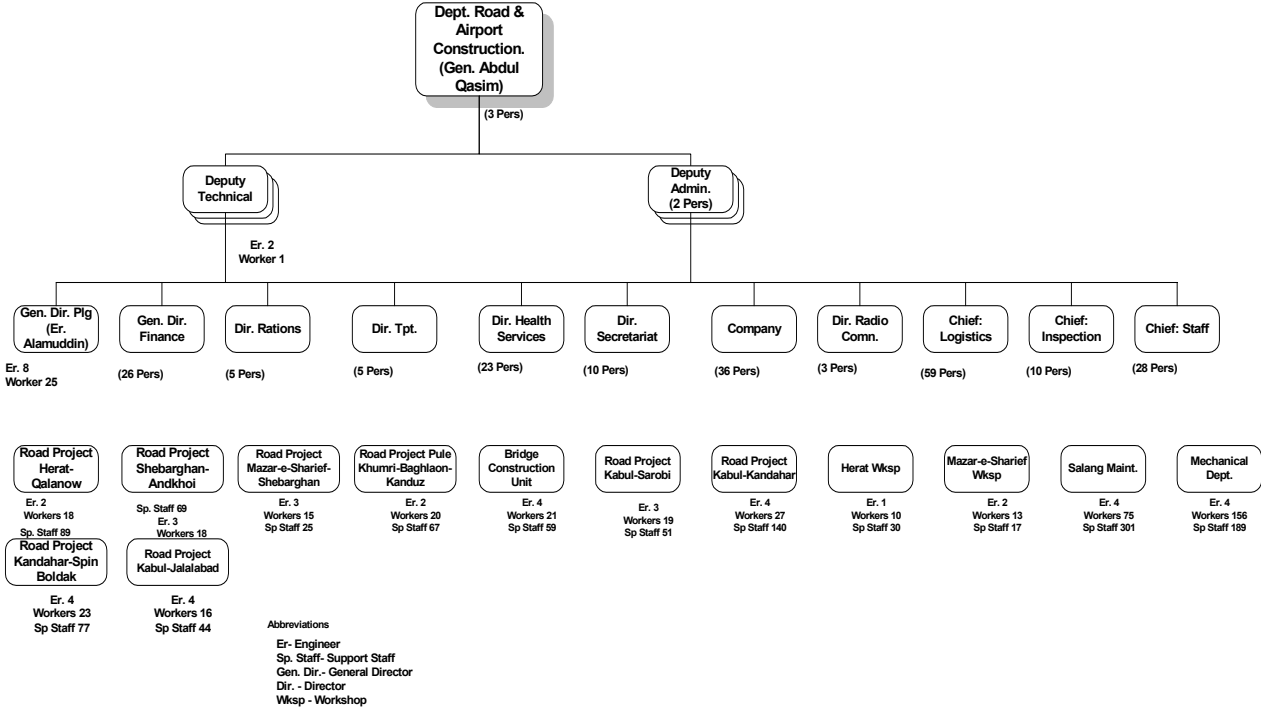 Dept. Road &
Airport
Construction.
(Gen. Abdul
Qasim)
(3 Pers)
Deputy
Technical
Deputy
Admin.
(2 Pers)
Er. 2
Worker 1
Gen. Dir. Plg
(Er.
Alamuddin)
Gen. Dir.
Finance
Dir. Rations
Dir. Tpt.
Dir. Health
Services
Dir.
Secretariat
Company
Dir. Radio
Comn.
Chief:
Logistics
Chief:
Inspection
Chief: Staff
Er. 8
Worker 25
(26 Pers)
(5 Pers)
(5 Pers)
(23 Pers)
(10 Pers)
(36 Pers)
(3 Pers)
(59 Pers)
(10 Pers)
(28 Pers)
Road Project
Herat-
Qalanow
Er. 2
Workers 18
Sp. Staff 89
Road Project
Shebarghan-
Andkhoi
Sp. Staff 69
Er. 3
Workers 18
Road Project
Mazar-e-Sharief-
Shebarghan
Er. 3
Workers 15
Sp Staff 25
Road Project Pule
Khumri-Baghlaon-
Kanduz
Er. 2
Workers 20
Sp Staff 67
Bridge
Construction
Unit
Er. 4
Workers 21
Sp Staff 59
Road Project
Kabul-Sarobi
Er. 3
Workers 19
Sp Staff 51
Road Project
Kabul-Kandahar
Er. 4
Workers 27
Sp Staff 140
Herat Wksp
Er. 1
Workers 10
Sp Staff 30
Mazar-e-Sharief
Wksp
Er. 2
Workers 13
Sp Staff 17
Salang Maint.
Er. 4
Workers 75
Sp Staff 301
Mechanical
Dept.
Er. 4
Workers 156
Sp Staff 189
Road Project
Kandahar-Spin
Boldak
Er. 4
Workers 23
Sp Staff 77
Road Project
Kabul-Jalalabad
Er. 4
Workers 16
Sp Staff 44
Abbreviations
Er- Engineer
Sp. Staff- Support Staff
Gen. Dir.- General Director
Dir. - Director
Wksp - Workshop